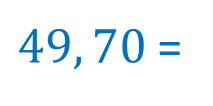 49, 70 =